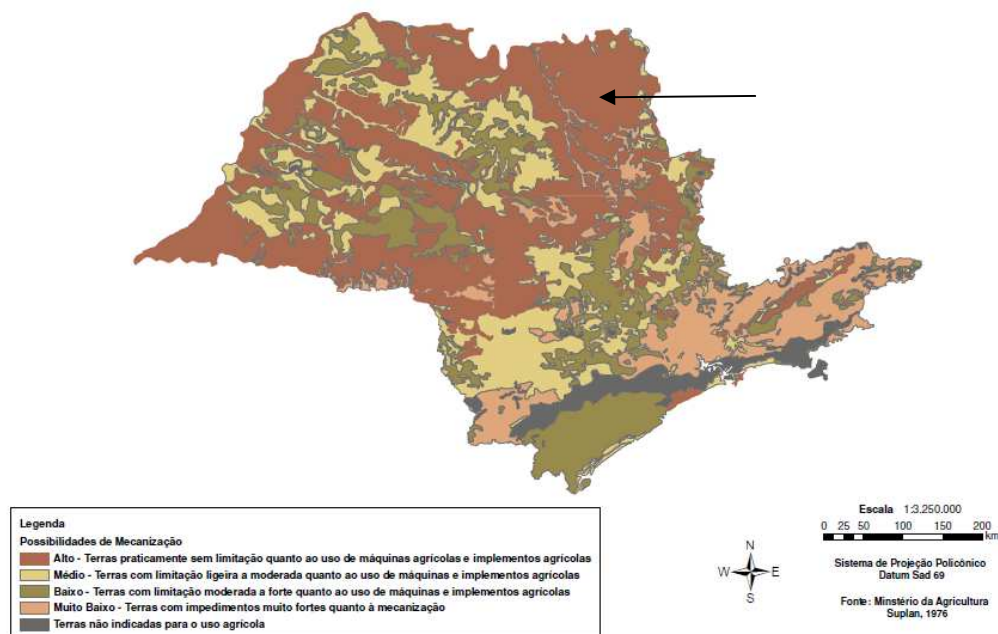 Legenda
Possibilidades de Mecanização
Alto - Terras praticamente sem limitação quanto ao uso de máquinas agrícolas e implementos agrícolas
Médio - Terras com limitação ligeira a moderada quanto ao uso de máquinas e implementos agrícolas
Baixo - Terras com limitação moderada a forte quanto ao uso de máquinas e implementos agrícolas
Muito Baixo - Terras com impedimentos muito fortes quanto à mecanização
Terras não indicadas para o uso agrícola
N
W E
S
Escala 1:3.250.000
0 25 50 100 150 200
km
Sistema de Projeção Policônico
Datum Sad 69
Fonte: Minstério da Agricultura
Suplan, 1976